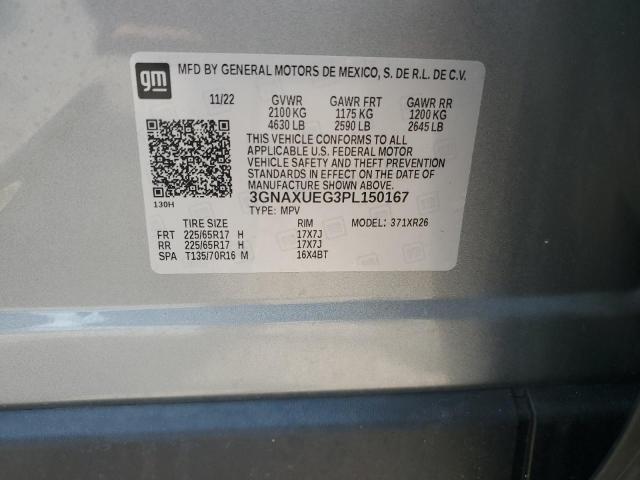 gm MFD BY GENERAL MOTORS DE MEXICO, S. DE R.L. DE C.V.
11/22 GVWR GAWR FRT GAWR RR
2100 KG 1175 KG 1200 KG
4630 LB 2590 LB 2645 LB
THIS VEHICLE CONFORMS TO ALL
APPLICABLE U.S. FEDERAL MOTOR
VEHICLE SAFETY AND THEFT PREVENTION
STANDARDS IN EFFECT ON THE DATE OF
MANUFACTURE SHOWN ABOVE.
3GNAXUEG3PL150167
130H TYPE: MPV MODEL: 371XR26
TIRE SIZE RIM
FRT 225/65R17 H 17X7J
RR 225/65R17 H 17X7J
SPA T135/70R16 M 16X4BT